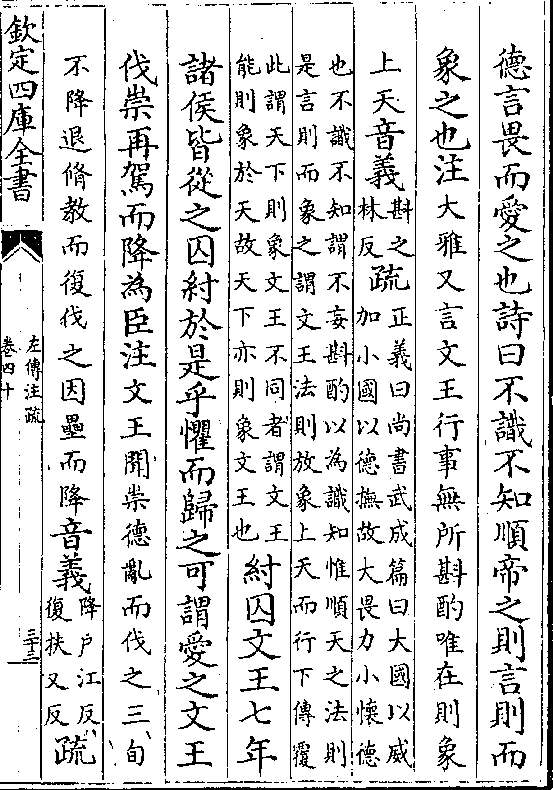 德言畏而愛之也詩曰不識不知順帝之則言則而
象之也注大雅又言文王行事無所斟酌唯在則象
上天音義斟之林反疏正義曰尚書武成篇曰大國以威
加小國以德撫故大畏力小懷德
也不識不知謂不妄斟酌以為識知惟順天之法則
是言則而象之謂文王法則放象上天而行下傳覆
此謂天下則象文王不同者謂文王
能則象於天故天下亦則象文王也紂囚文王七年
諸侯皆從之囚紂於是乎懼而歸之可謂愛之文王
伐崇再駕而降為臣注文王聞崇德亂而伐之三旬
不降退脩教而復伐之因壘而降音義降户江反
復扶又反疏
欽定四庫全書
左傳注疏
卷四十
三十三